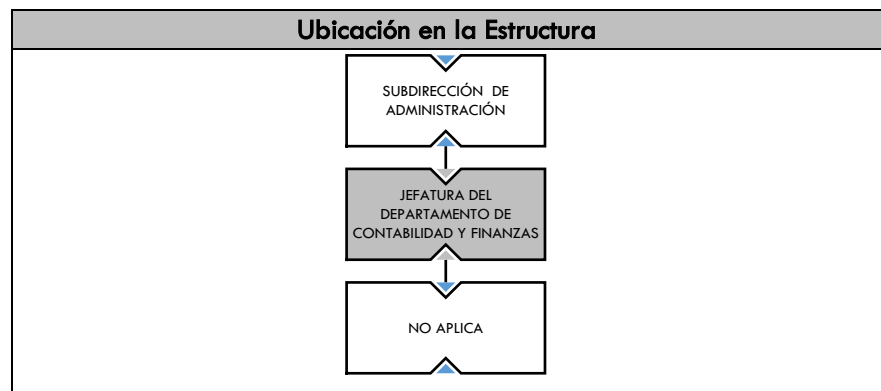 Ubicación en la Estructura
SUBDIRECCIÓN DE
ADMINISTRACIÓN
JEFATURA DEL
DEPARTAMENTO DE
CONTABILIDAD Y FINANZAS
NO APLICA